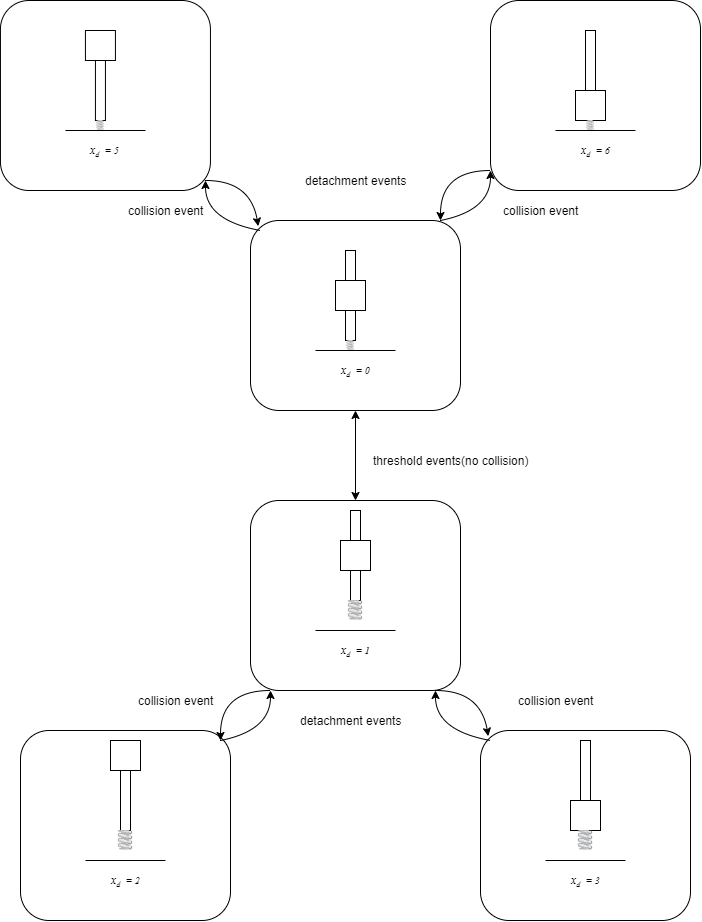 x_d = 5
x_d = 6
detachment events
collision event
collision event
x_d = 0
threshold events(no collision)
x_d = 1
collision event
collision event
detachment events
x_d = 2
x_d = 3